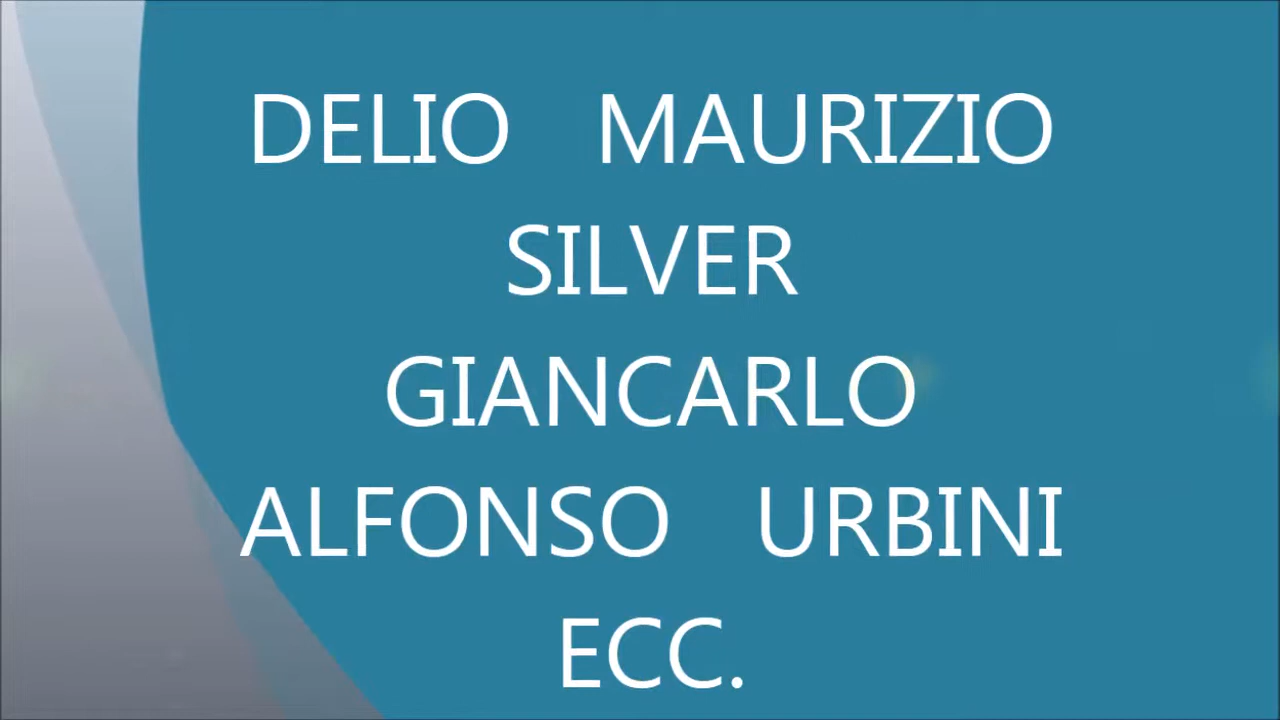 DELIO MAURIZIO
SILVER
GIANCARLO
ALFONSO URBINI
ECC.